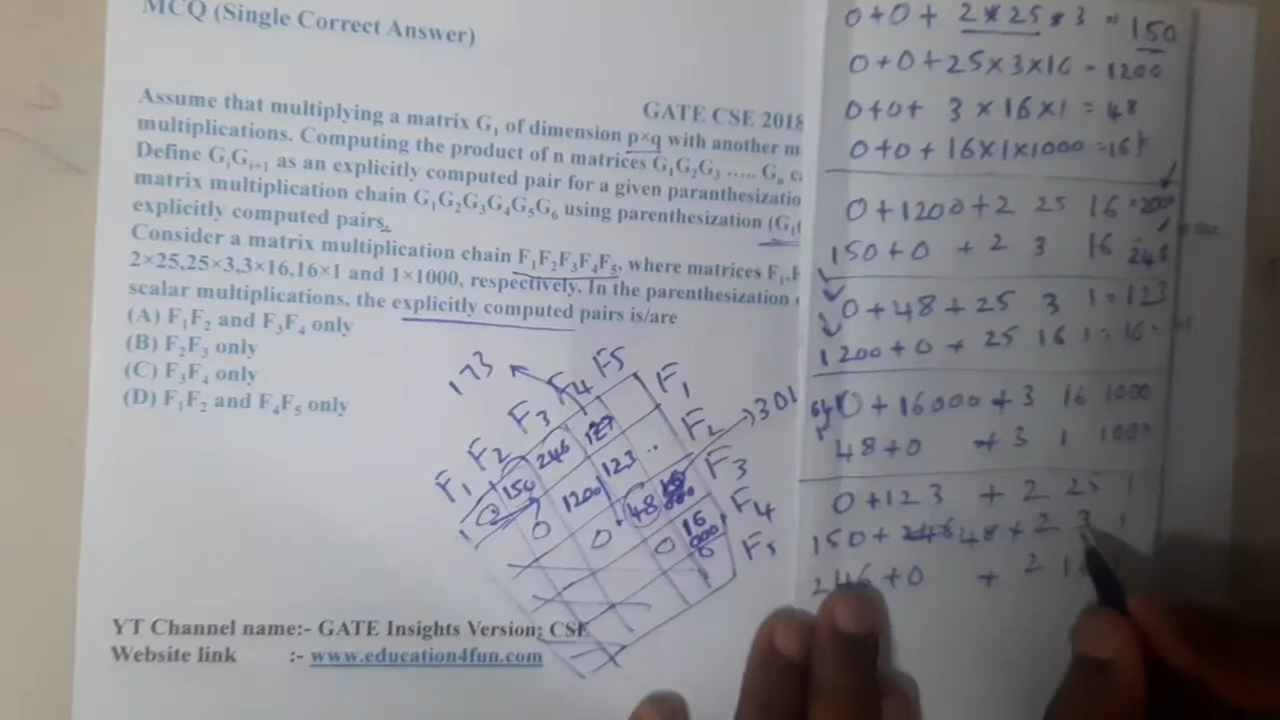 MCQ (Single Correct Answer)
GATE CSE 2018
Assume that multiplying a matrix G1 of dimension p×q with another m
multiplications. Computing the product of n matrices G1G2G3 ..... Gn c
Define GiGi+1 as an explicitly computed pair for a given paranthesizatio
matrix multiplication chain G1G2G3G4G5G6 using parenthesization (G1
explicitly computed pairs.
Consider a matrix multiplication chain F1F2F3F4F5, where matrices F1,
2×25,25×3,3×16,16×1 and 1×1000, respectively. In the parenthesization
scalar multiplications, the explicitly computed pairs is/are
(A) F1F2 and F3F4 only
(B) F2F3 only
(C) F3F4 only
(D) F1F2 and F4F5 only
173
F1 F2 F3 F4 F5
F1
F2
F3
F4
F5
301
0 150 246
0 1200 123 ..
0 48
0 16 000
YT Channel name:- GATE Insights Version: CSE
Website link :- www.education4fun.com
0+0+ 2*25*3 = 150
0+0+25×3×16 = 1200
0+0+ 3×16×1 = 48
0+0+16×1×1000 =16k
0+1200+2 25 16 =200
150+0 +2 3 16 246
0+48+25 3 1=123
1200+0+ 25 16 1=16
0+16000+3 16 1000
48+0 +3 1 1000
0+123 +2 25 1
150+ 48+2 3 1
246+0 + 2